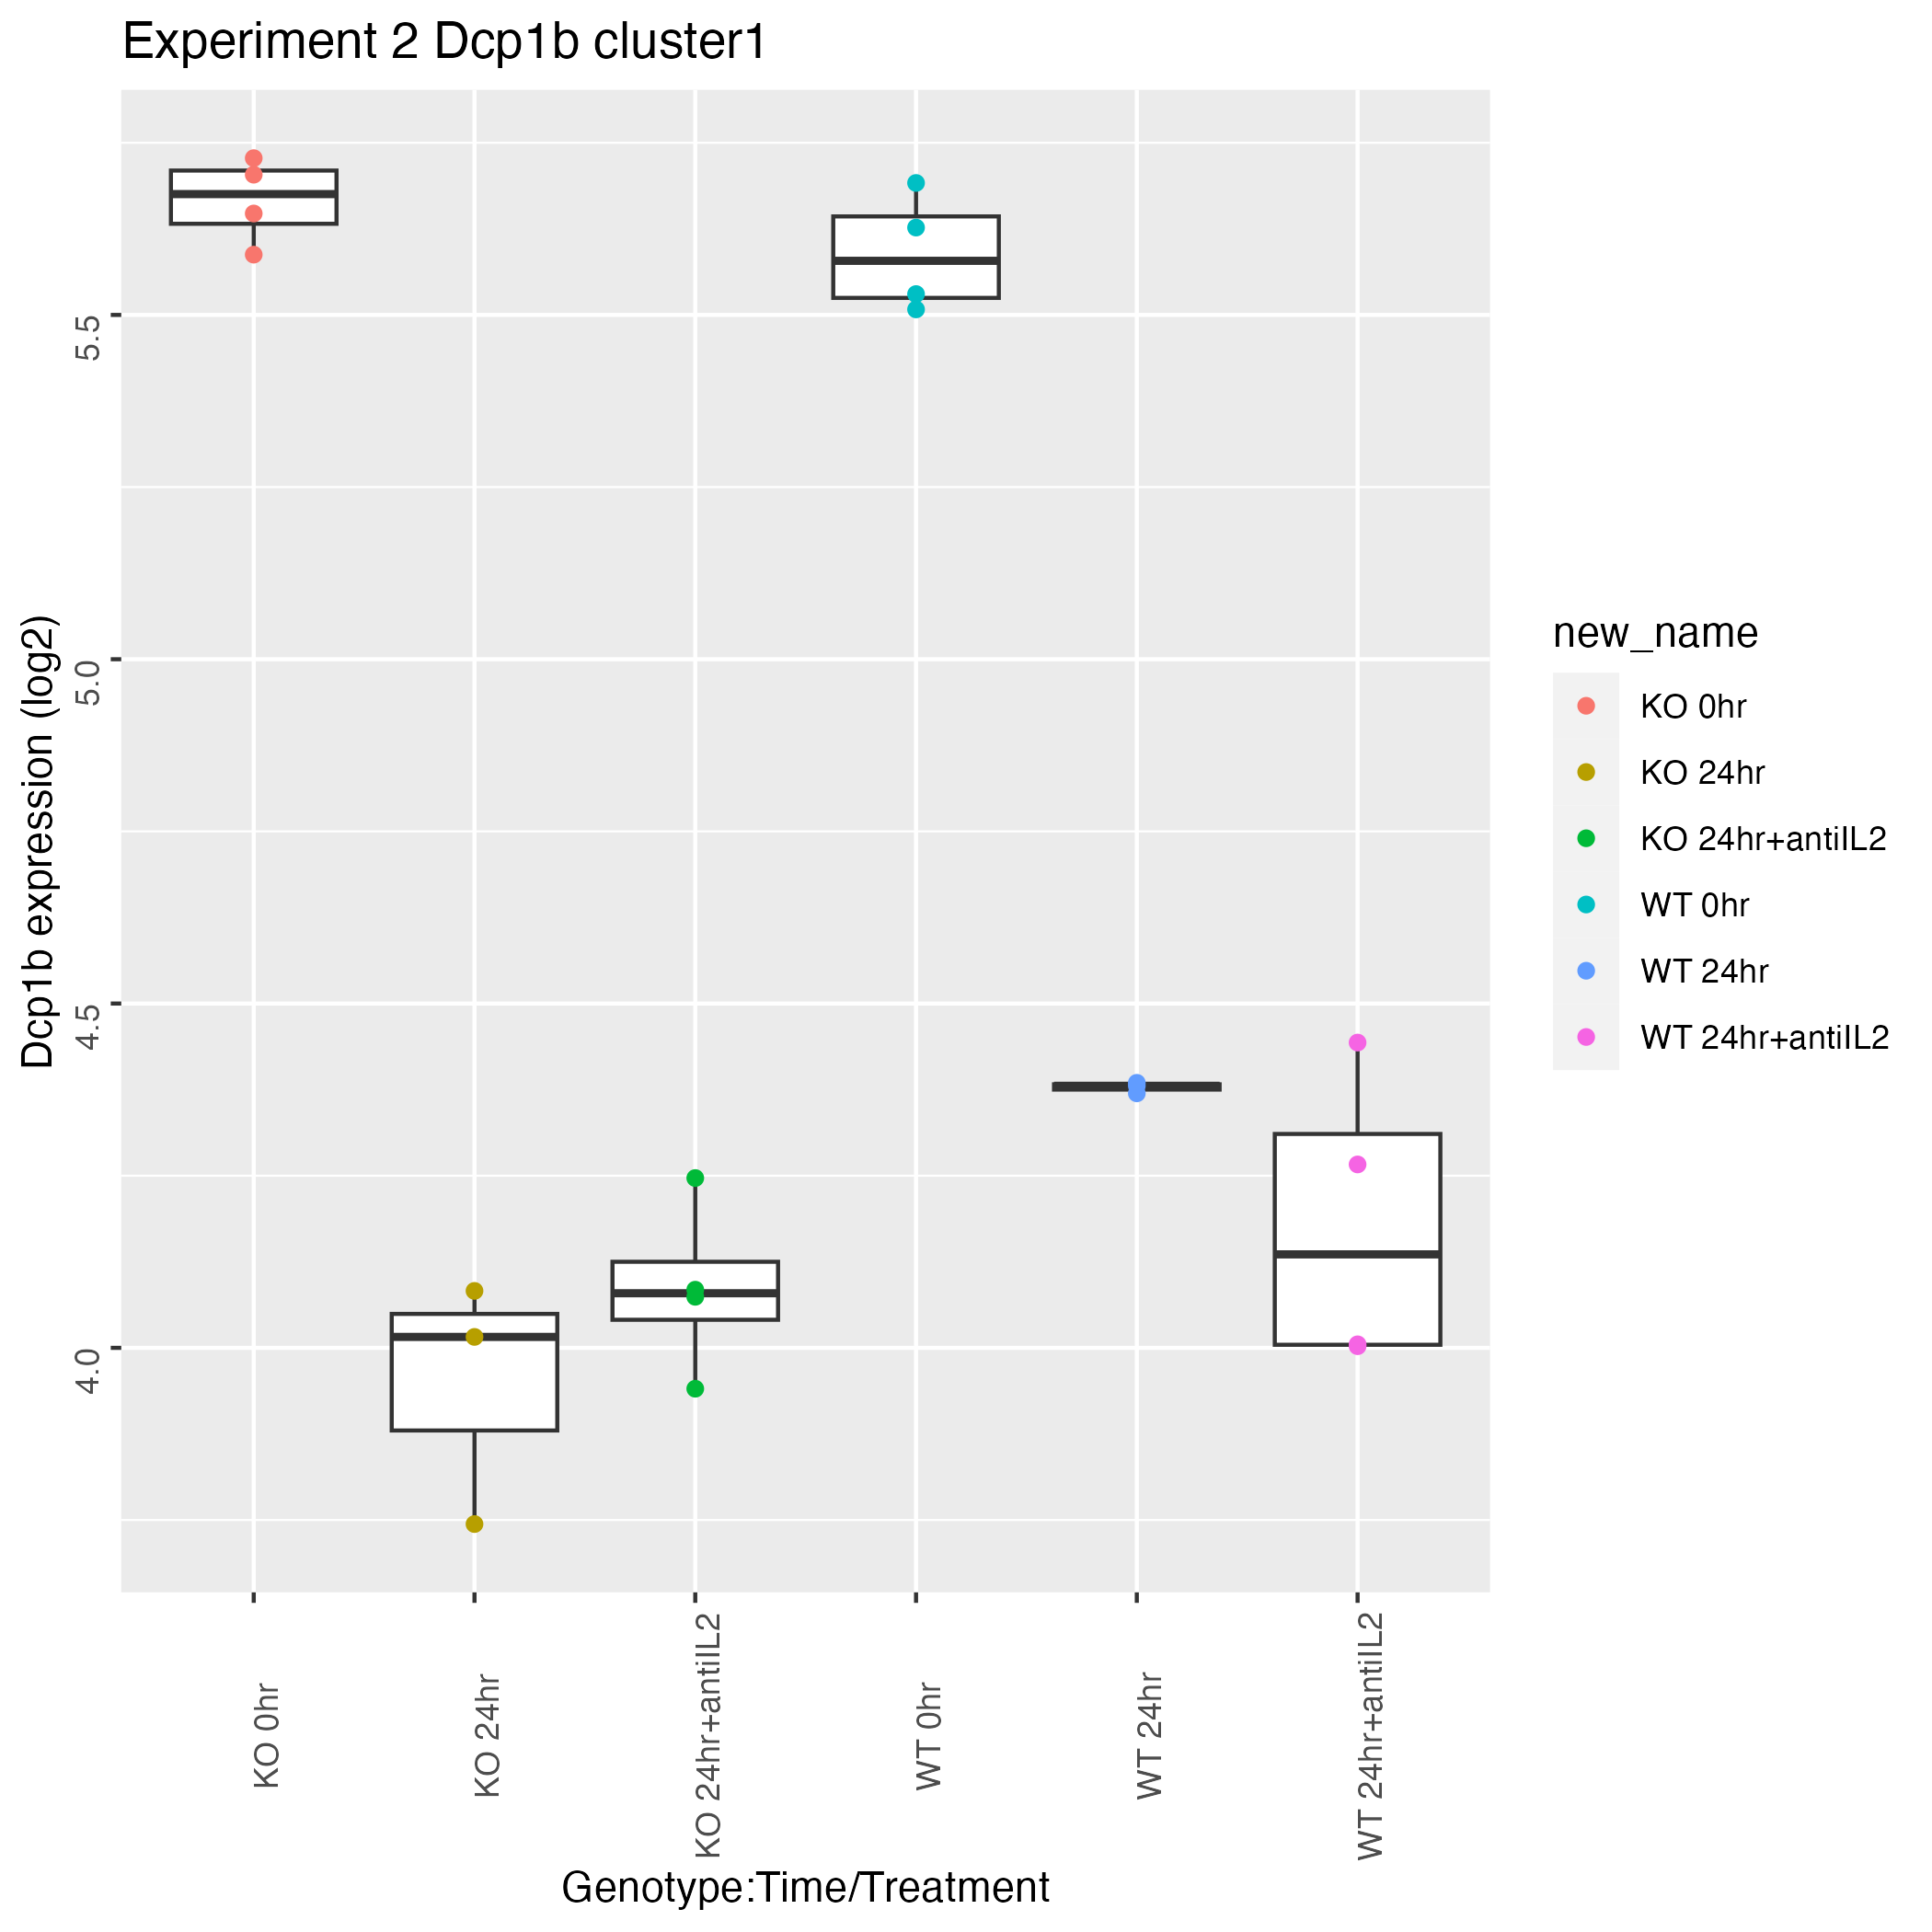 Experiment 2 Dcp1b cluster1
Dcp1b expression (log2)
5.5
5.0
4.5
4.0
KO 0hr
KO 24hr
KO 24hr+antiIL2
WT 0hr
WT 24hr
WT 24hr+antiIL2
Genotype:Time/Treatment
new_name
KO 0hr
KO 24hr
KO 24hr+antiIL2
WT 0hr
WT 24hr
WT 24hr+antiIL2